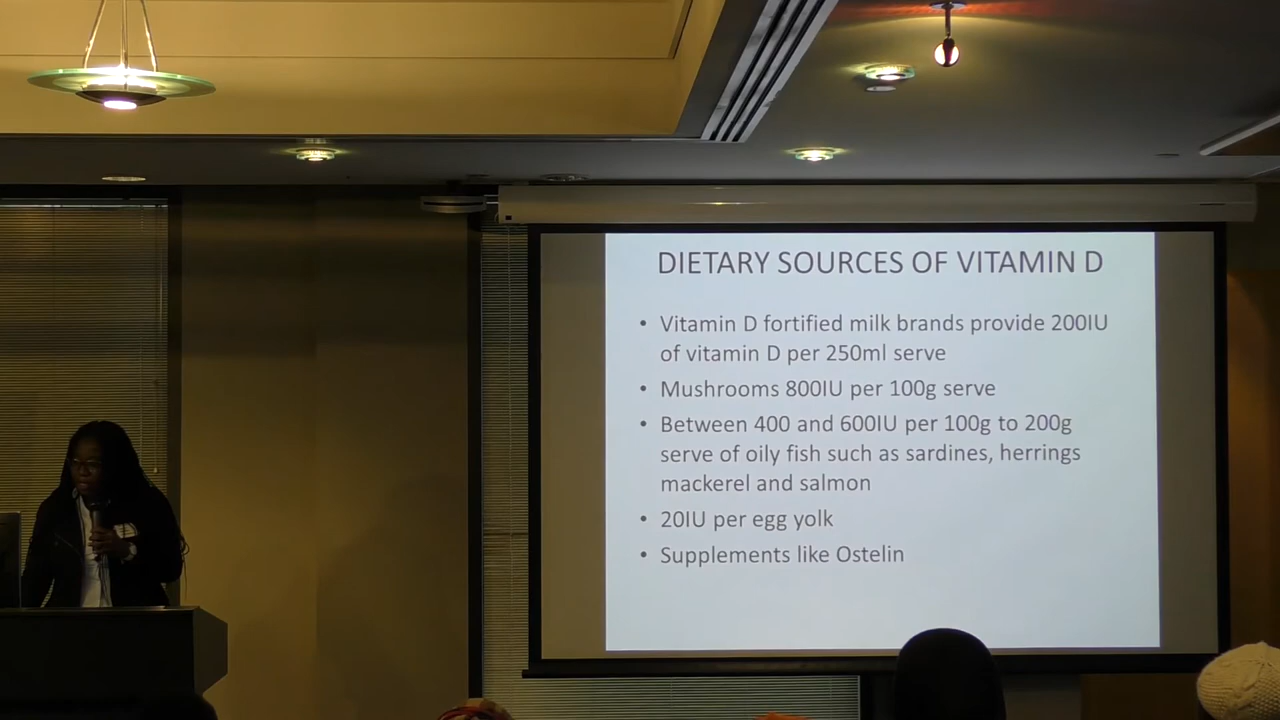 DIETARY SOURCES OF VITAMIN D
• Vitamin D fortified milk brands provide 200IU
of vitamin D per 250ml serve
• Mushrooms 800IU per 100g serve
• Between 400 and 600IU per 100g to 200g
serve of oily fish such as sardines, herrings
mackerel and salmon
• 20IU per egg yolk
• Supplements like Ostelin